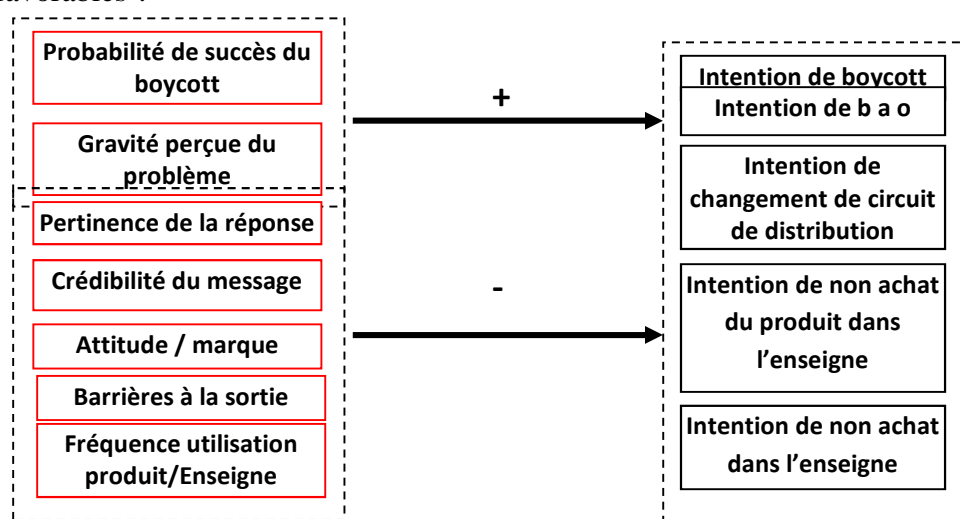 Probabilité de succès du
boycott
Gravité perçue du
problème
Pertinence de la réponse
Crédibilité du message
Attitude / marque
Barrières à la sortie
Fréquence utilisation
produit/Enseigne
+
-
Intention de boycott
Intention de b a o
Intention de
changement de circuit
de distribution
Intention de non achat
du produit dans
l’enseigne
Intention de non achat
dans l’enseigne